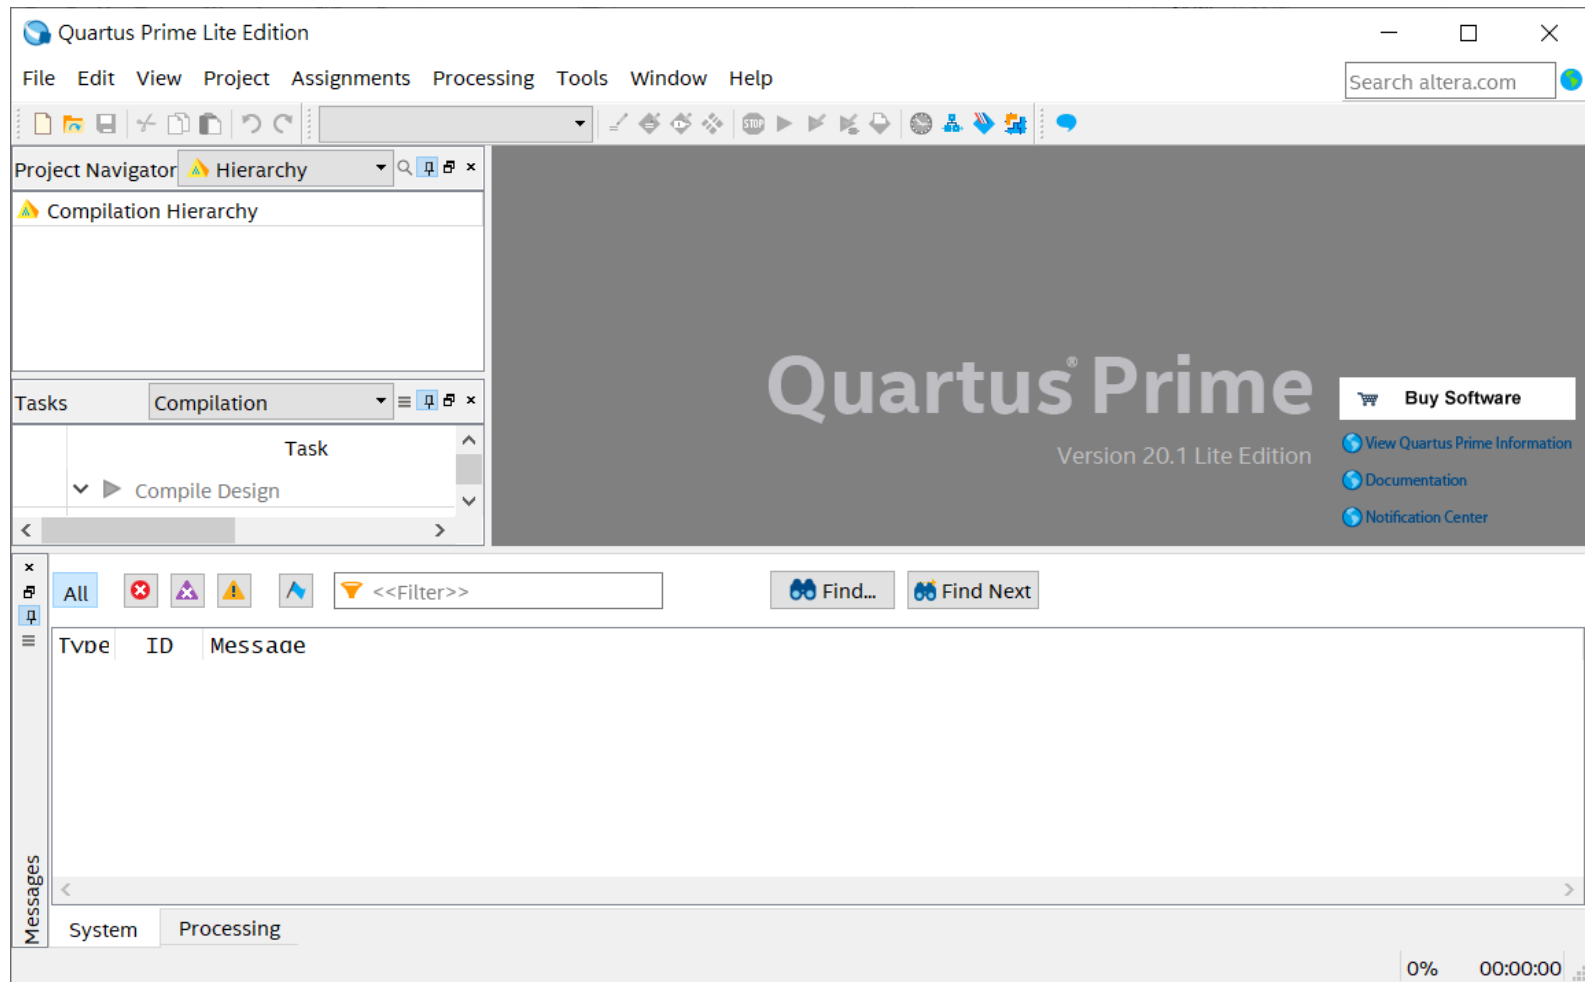 Quartus Prime Lite Edition
File Edit View Project Assignments Processing Tools Window Help
Search altera.com
STOP
Project Navigator Hierarchy
Compilation Hierarchy
Tasks Compilation
Task
Compile Design
Quartus® Prime
Version 20.1 Lite Edition
Buy Software
View Quartus Prime Information
Documentation
Notification Center
All <<Filter>> Find... Find Next
Type ID Message
Messages
System Processing
0% 00:00:00